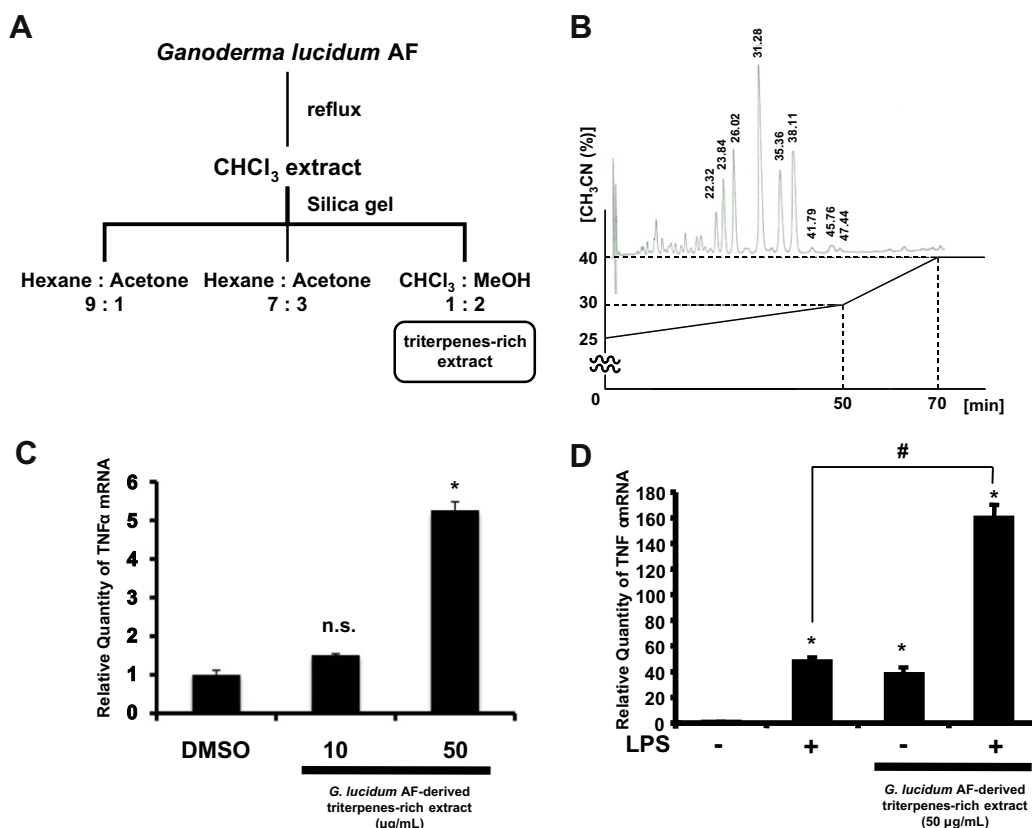 A
Ganoderma lucidum AF
reflux
CHCl3 extract
Silica gel
Hexane : Acetone
9 : 1
Hexane : Acetone
7 : 3
CHCl3 : MeOH
1 : 2
triterpenes-rich
extract
B
[CH3CN (%)]
22.32
23.84
26.02
31.28
35.36
38.11
41.79
45.76
47.44
40
30
25
0
50
70
[min]
C
Relative Quantity of TNFα mRNA
6
5
4
3
2
1
0
n.s.
*
DMSO
10
50
G. lucidum AF-derived
triterpenes-rich extract
(μg/mL)
D
Relative Quantity of TNF αmRNA
180
160
140
120
100
80
60
40
20
0
#
*
*
*
LPS - + - +
G. lucidum AF-derived
triterpenes-rich extract
(50 μg/mL)